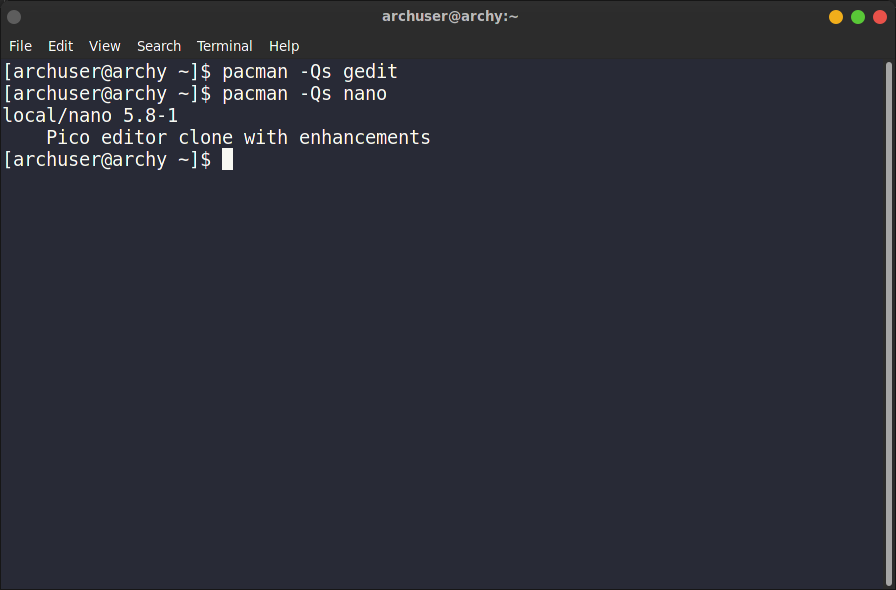 archuser@archy:~
File Edit View Search Terminal Help
[archuser@archy ~]$ pacman -Qs gedit
[archuser@archy ~]$ pacman -Qs nano
local/nano 5.8-1
    Pico editor clone with enhancements
[archuser@archy ~]$